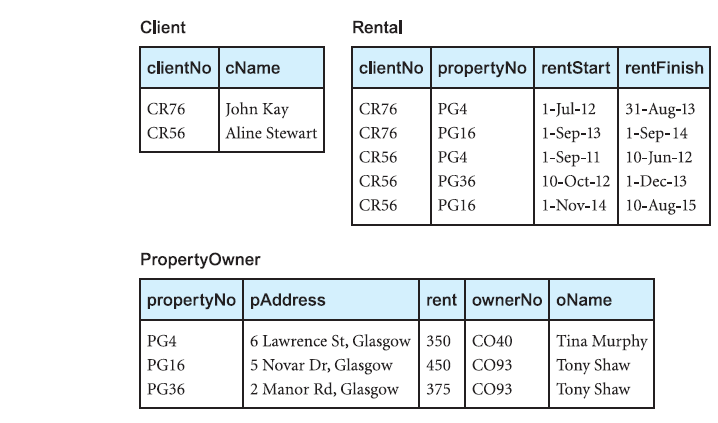 Client
clientNo cName
CR76 John Kay
CR56 Aline Stewart
Rental
clientNo propertyNo rentStart rentFinish
CR76 PG4 1-Jul-12 31-Aug-13
CR76 PG16 1-Sep-13 1-Sep-14
CR56 PG4 1-Sep-11 10-Jun-12
CR56 PG36 10-Oct-12 1-Dec-13
CR56 PG16 1-Nov-14 10-Aug-15
PropertyOwner
propertyNo pAddress rent ownerNo oName
PG4 6 Lawrence St, Glasgow 350 CO40 Tina Murphy
PG16 5 Novar Dr, Glasgow 450 CO93 Tony Shaw
PG36 2 Manor Rd, Glasgow 375 CO93 Tony Shaw